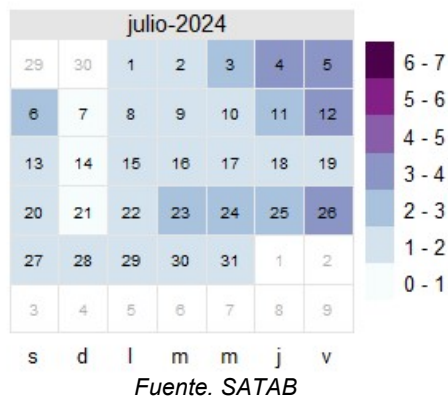 julio-2024
29 30 1 2 3 4 5
6 7 8 9 10 11 12
13 14 15 16 17 18 19
20 21 22 23 24 25 26
27 28 29 30 31 1 2
3 4 5 6 7 8 9
s d l m m j v
6 - 7
5 - 6
4 - 5
3 - 4
2 - 3
1 - 2
0 - 1
Fuente. SATAB